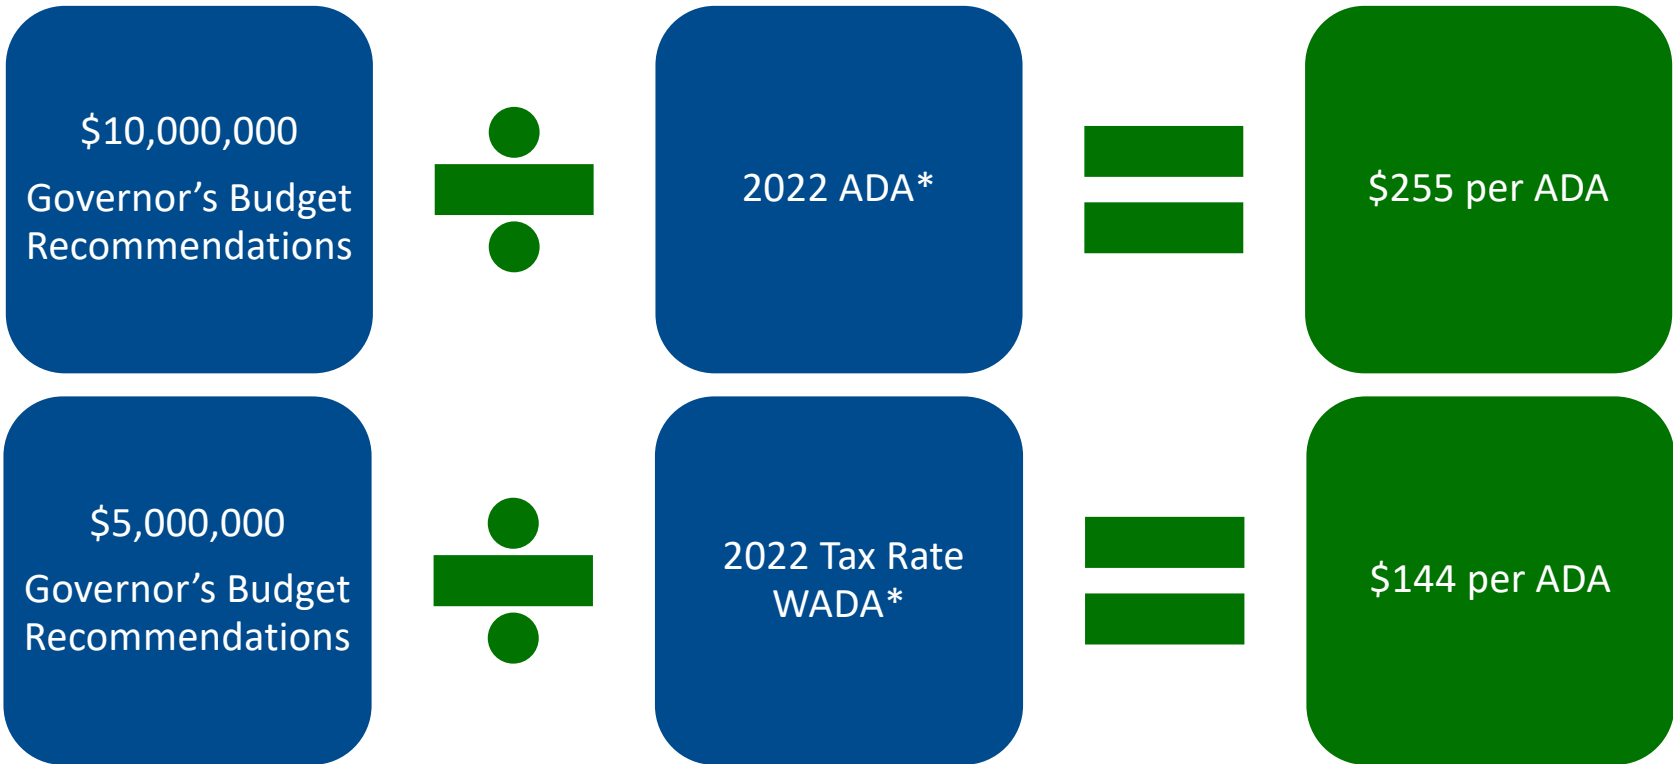 $10,000,000
Governor’s Budget
Recommendations
2022 ADA*
$255 per ADA
$5,000,000
Governor’s Budget
Recommendations
2022 Tax Rate
WADA*
$144 per ADA